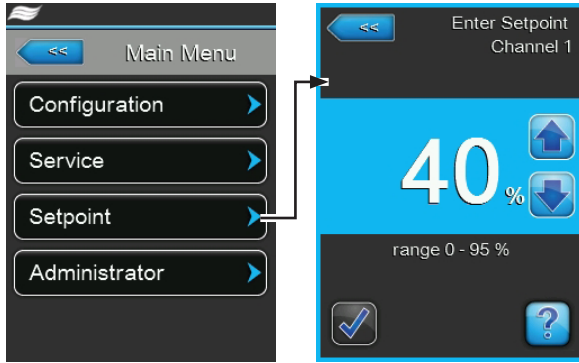 << Main Menu
Configuration
Service
Setpoint
Administrator
<< Enter Setpoint
Channel 1
40 %
range 0 - 95 %
?